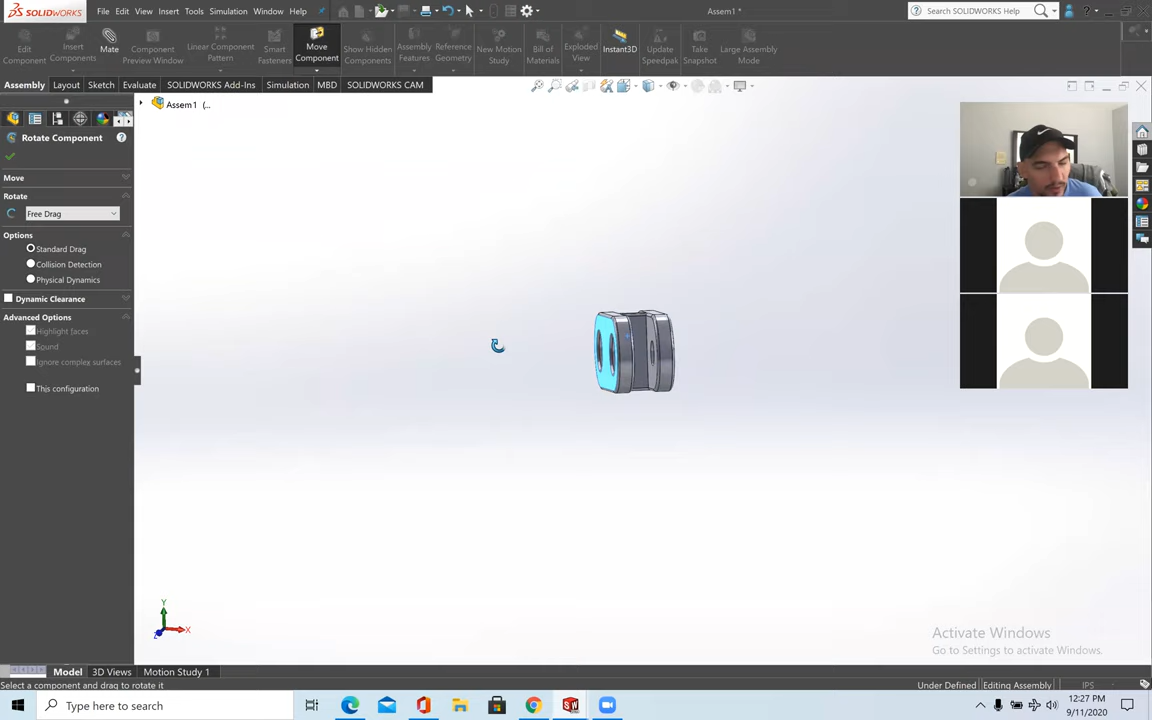 SOLIDWORKS File Edit View Insert Tools Simulation Window Help Assem1 * Search SOLIDWORKS Help
Edit Component
Insert Components
Mate
Component Preview Window
Linear Component Pattern
Smart Fasteners
Move Component
Show Hidden Components
Assembly Features
Reference Geometry
New Motion Study
Bill of Materials
Exploded View
Instant3D
Update Speedpak
Take Snapshot
Large Assembly Mode
Assembly Layout Sketch Evaluate SOLIDWORKS Add-Ins Simulation MBD SOLIDWORKS CAM
Assem1 (...
Rotate Component
Move
Rotate
Free Drag
Options
Standard Drag
Collision Detection
Physical Dynamics
Dynamic Clearance
Advanced Options
Highlight faces
Sound
Ignore complex surfaces
This configuration
Y
X
Z
Activate Windows
Go to Settings to activate Windows.
Model 3D Views Motion Study 1
Select a component and drag to rotate it Under Defined Editing Assembly IPS
Type here to search
12:27 PM
9/11/2020